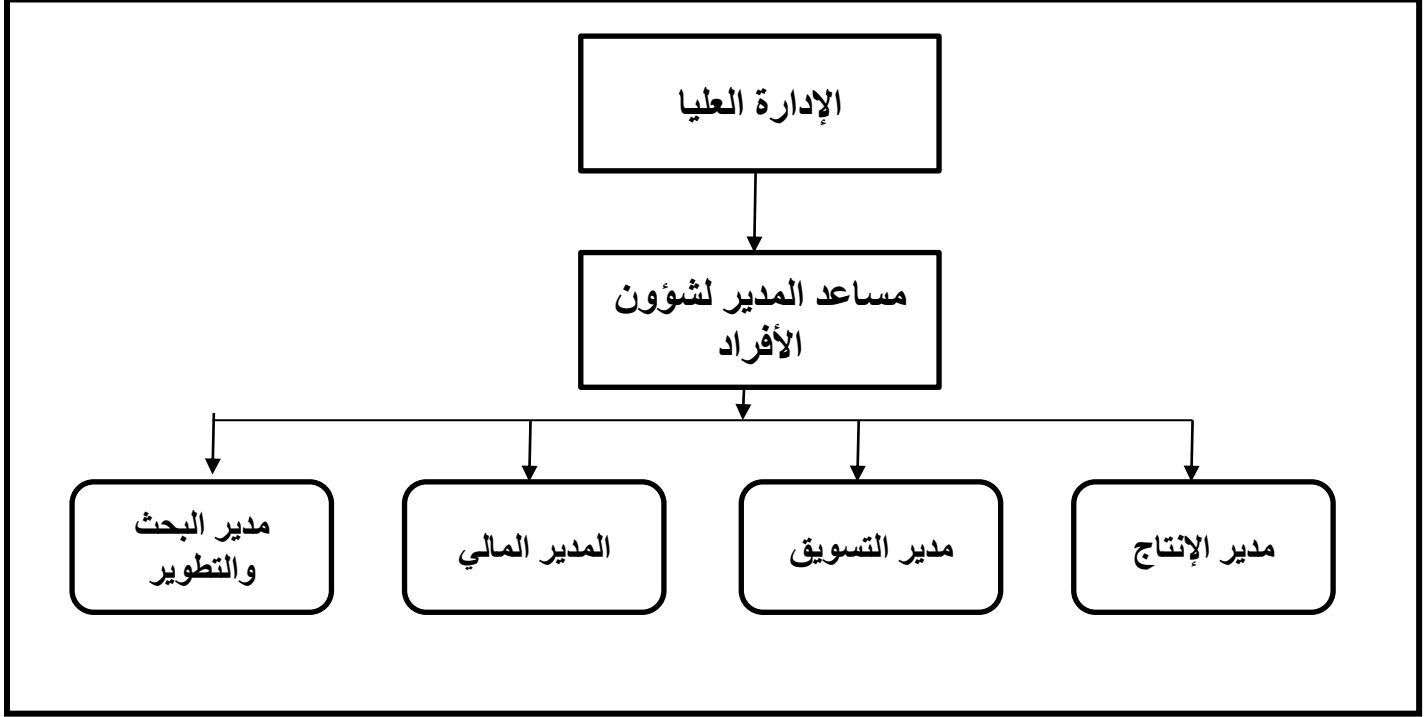 الإدارة العليا
مساعد المدير لشؤون
الأفراد
مدير الإنتاج
مدير التسويق
المدير المالي
مدير البحث
والتطوير